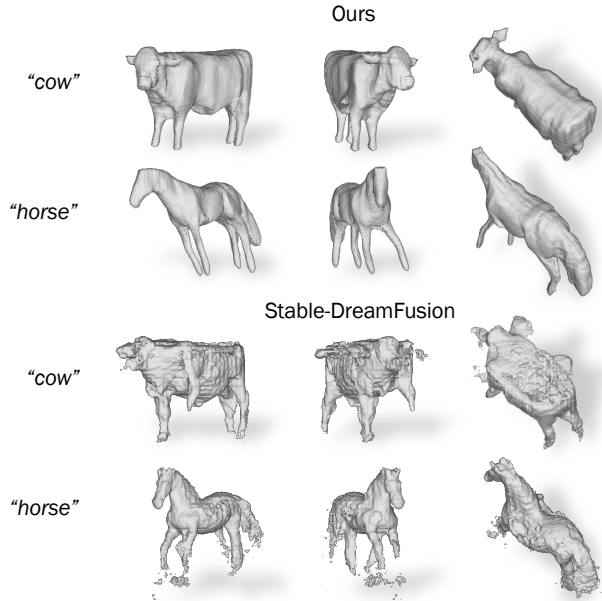 Ours
“cow”
“horse”
Stable-DreamFusion
“cow”
“horse”